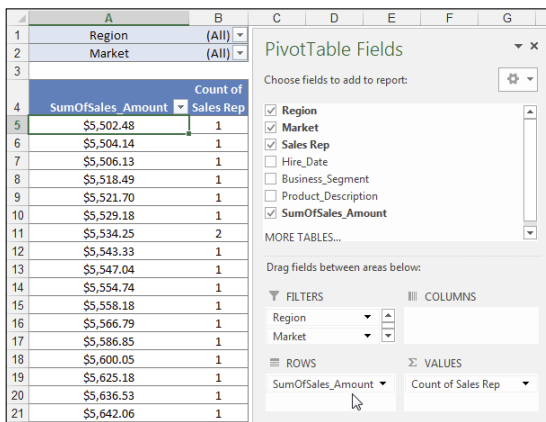 A B C D E F G
1 Region (All)
2 Market (All)
3
4 SumOfSales_Amount Count of Sales Rep
5 $5,502.48 1
6 $5,504.14 1
7 $5,506.13 1
8 $5,518.49 1
9 $5,521.70 1
10 $5,529.18 1
11 $5,534.25 2
12 $5,543.33 1
13 $5,547.04 1
14 $5,554.74 1
15 $5,558.18 1
16 $5,566.79 1
17 $5,586.85 1
18 $5,600.05 1
19 $5,625.18 1
20 $5,636.53 1
21 $5,642.06 1
PivotTable Fields
Choose fields to add to report:
Region
Market
Sales Rep
Hire_Date
Business_Segment
Product_Description
SumOfSales_Amount
MORE TABLES...
Drag fields between areas below:
FILTERS
Region
Market
COLUMNS
ROWS
SumOfSales_Amount
Σ VALUES
Count of Sales Rep